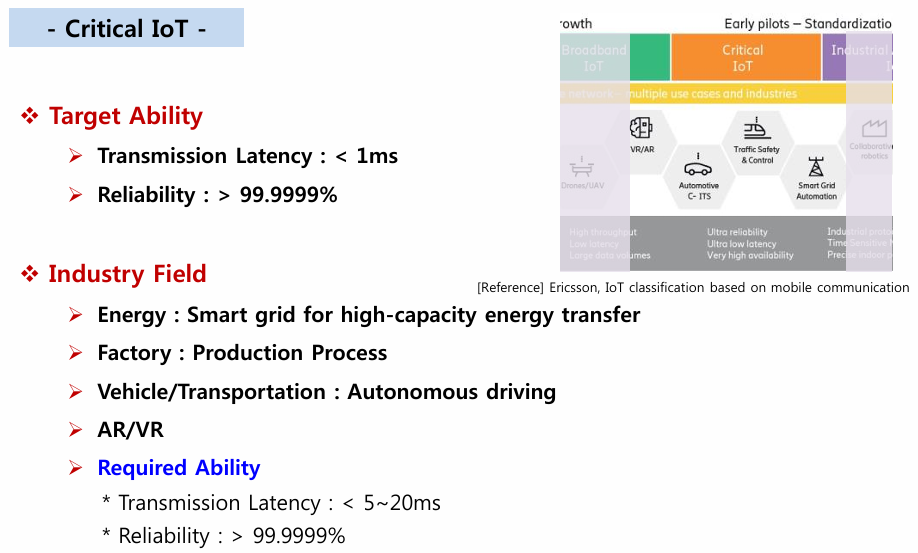 - Critical IoT -
rowth
Early pilots – Standardizatio
Broadband
IoT
Critical
IoT
Industrial
e network – multiple use cases and industries
VR/AR
Traffic Safety
& Control
Collaborative
robotics
Drones/UAV
Automotive
C- ITS
Smart Grid
Automation
High throughput
Low latency
Large data volumes
Ultra reliability
Ultra low latency
Very high availability
Industrial
Time Sensitive
Precise indoor
[Reference] Ericsson, IoT classification based on mobile communication
❖ Target Ability
➢ Transmission Latency : < 1ms
➢ Reliability : > 99.9999%
❖ Industry Field
➢ Energy : Smart grid for high-capacity energy transfer
➢ Factory : Production Process
➢ Vehicle/Transportation : Autonomous driving
➢ AR/VR
➢ Required Ability
* Transmission Latency : < 5~20ms
* Reliability : > 99.9999%